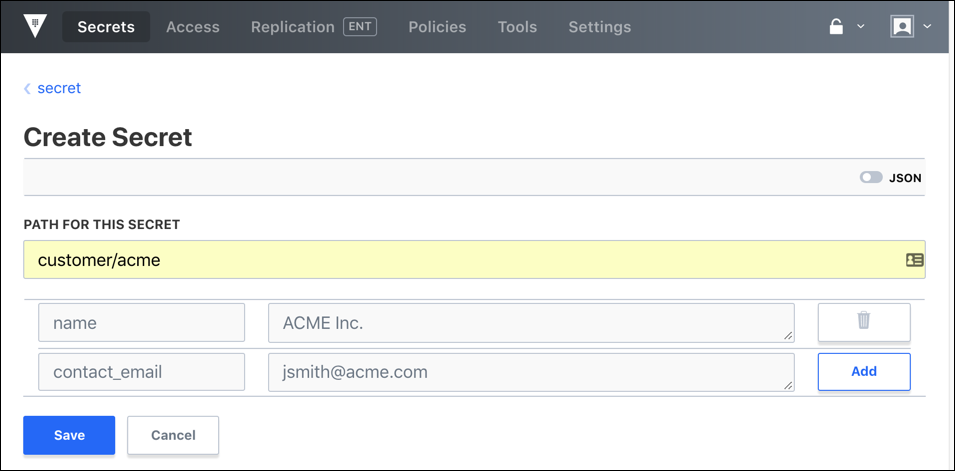 Secrets Access Replication ENT Policies Tools Settings
secret
Create Secret
JSON
PATH FOR THIS SECRET
customer/acme
name ACME Inc.
contact_email jsmith@acme.com Add
Save Cancel